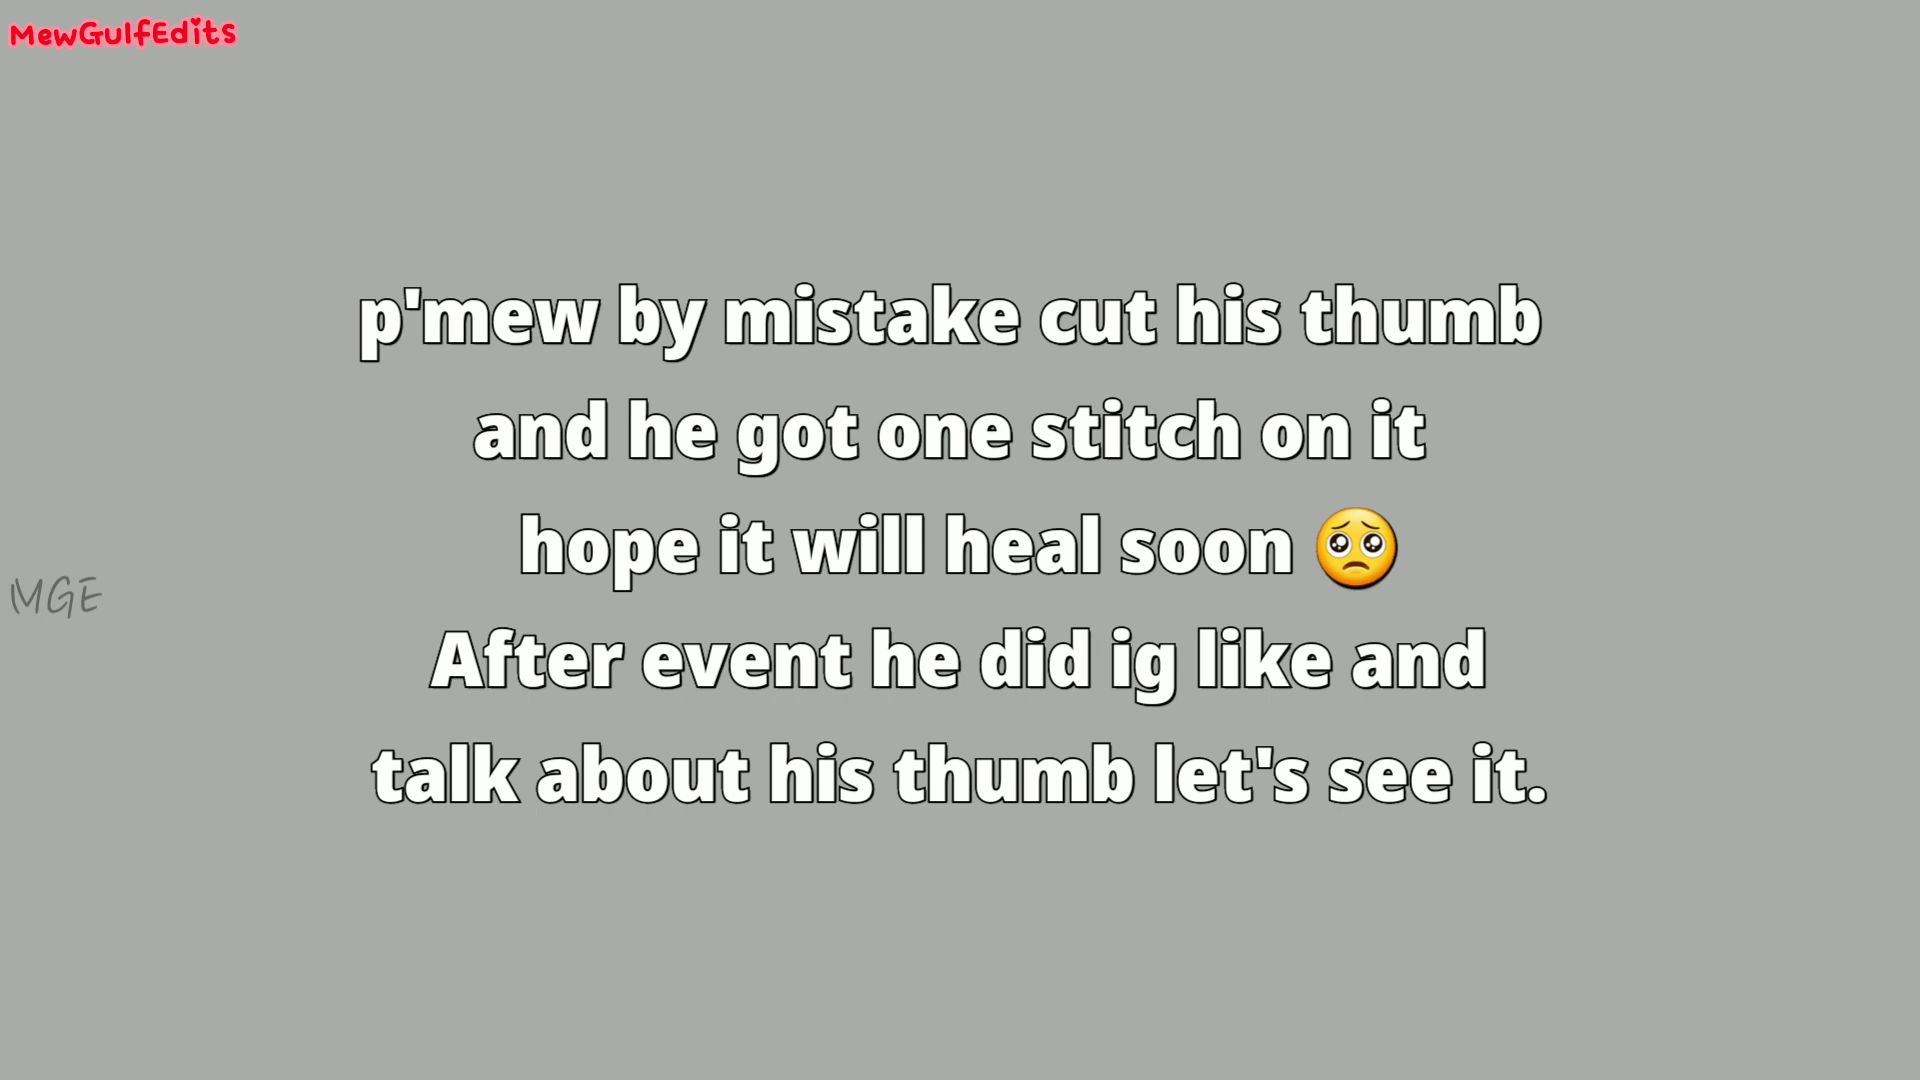 MewGulfEdits
p'mew by mistake cut his thumb
and he got one stitch on it
hope it will heal soon 🥺
MGE
After event he did ig like and
talk about his thumb let's see it.